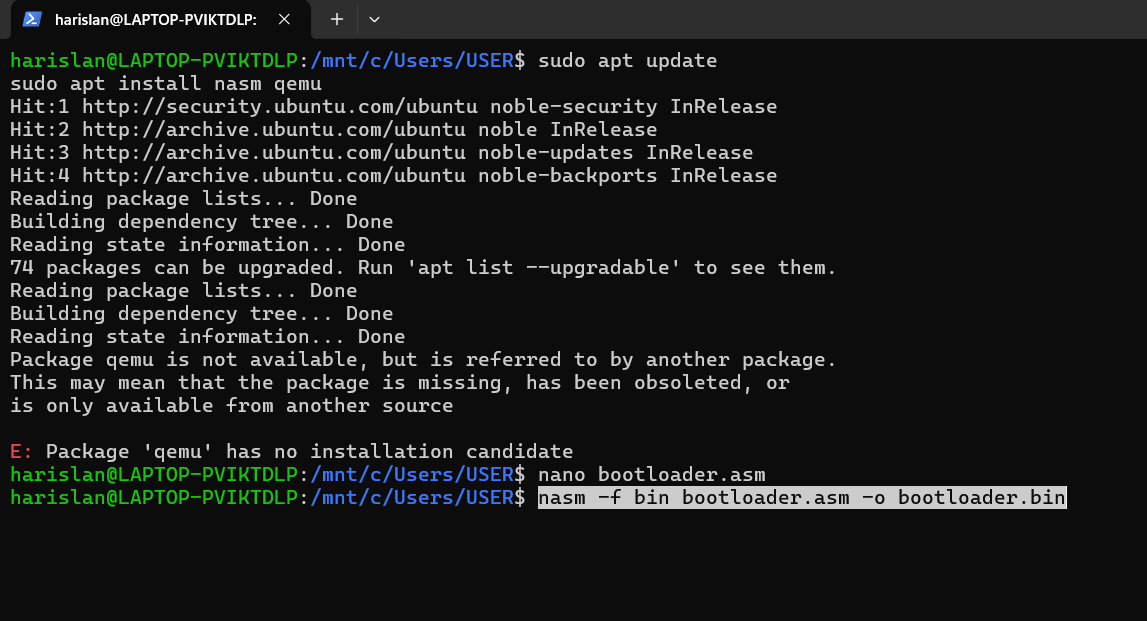 harislan@LAPTOP-PVIKTDLP:
harislan@LAPTOP-PVIKTDLP:/mnt/c/Users/USER$ sudo apt update
sudo apt install nasm qemu
Hit:1 http://security.ubuntu.com/ubuntu noble-security InRelease
Hit:2 http://archive.ubuntu.com/ubuntu noble InRelease
Hit:3 http://archive.ubuntu.com/ubuntu noble-updates InRelease
Hit:4 http://archive.ubuntu.com/ubuntu noble-backports InRelease
Reading package lists... Done
Building dependency tree... Done
Reading state information... Done
74 packages can be upgraded. Run 'apt list --upgradable' to see them.
Reading package lists... Done
Building dependency tree... Done
Reading state information... Done
Package qemu is not available, but is referred to by another package.
This may mean that the package is missing, has been obsoleted, or
is only available from another source
E: Package 'qemu' has no installation candidate
harislan@LAPTOP-PVIKTDLP:/mnt/c/Users/USER$ nano bootloader.asm
harislan@LAPTOP-PVIKTDLP:/mnt/c/Users/USER$ nasm -f bin bootloader.asm -o bootloader.bin